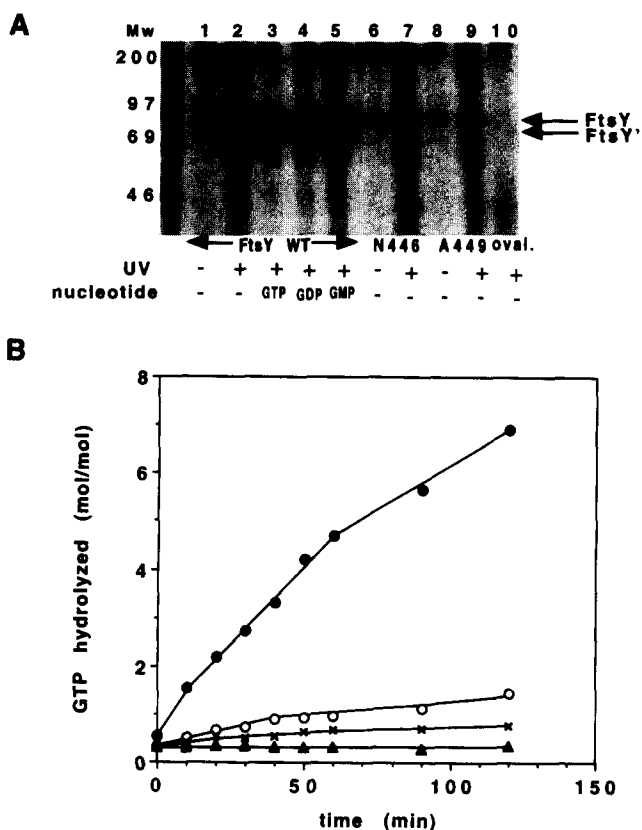 A
Mw 1 2 3 4 5 6 7 8 9 10
200
97
69
46
FtsY
FtsY'
FtsY WT N446 A449 oval.
UV - + + + + - + - + +
nucleotide - - GTP GDP GMP - - - - -
B
GTP hydrolyzed (mol/mol)
8
6
4
2
0
0 50 100 150
time (min)